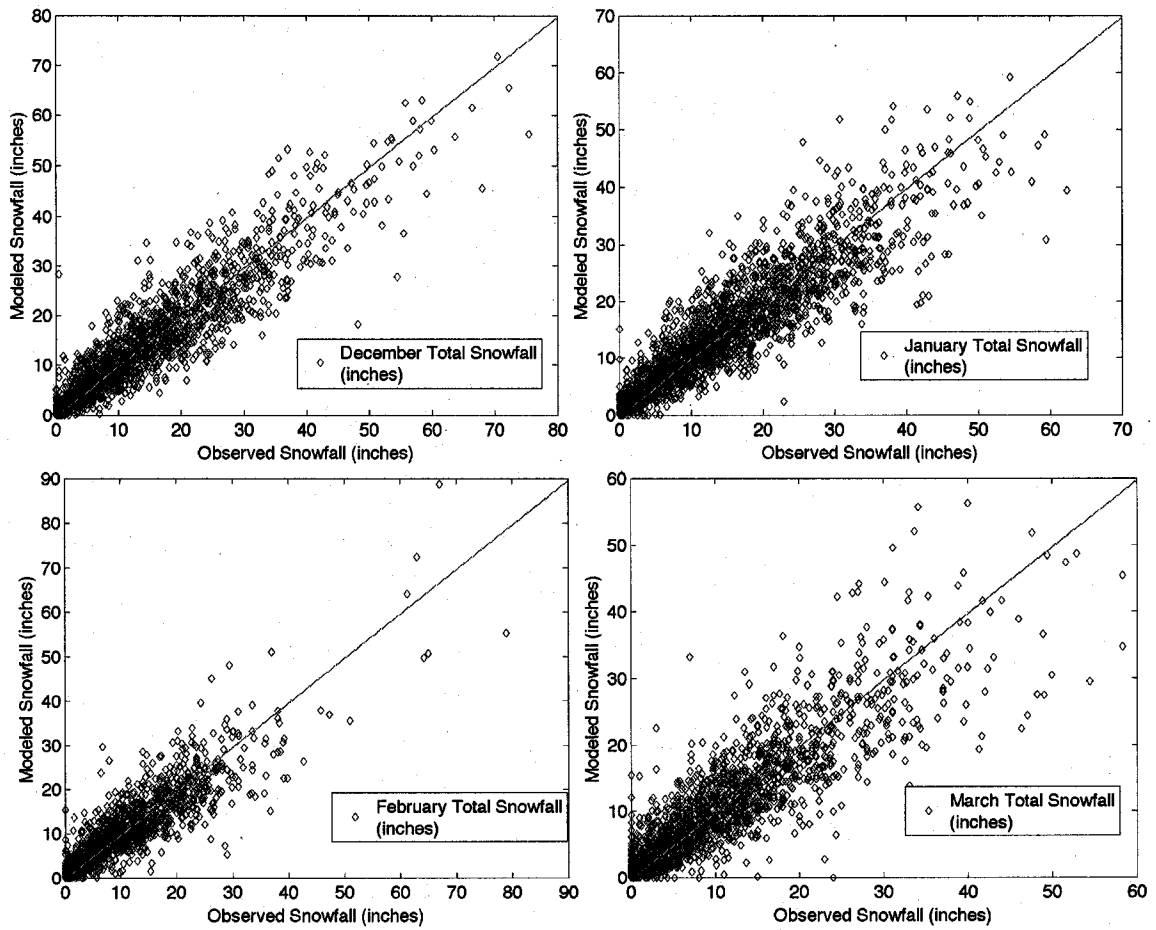 80
70
60
50
40
30
20
10
0
Modeled Snowfall (inches)
December Total Snowfall
(inches)
0 10 20 30 40 50 60 70 80
Observed Snowfall (inches)
70
60
50
40
30
20
10
0
Modeled Snowfall (inches)
January Total Snowfall
(inches)
0 10 20 30 40 50 60 70
Observed Snowfall (inches)
90
80
70
60
50
40
30
20
10
0
Modeled Snowfall (inches)
February Total Snowfall
(inches)
0 10 20 30 40 50 60 70 80 90
Observed Snowfall (inches)
60
50
40
30
20
10
0
Modeled Snowfall (inches)
March Total Snowfall
(inches)
0 10 20 30 40 50 60
Observed Snowfall (inches)